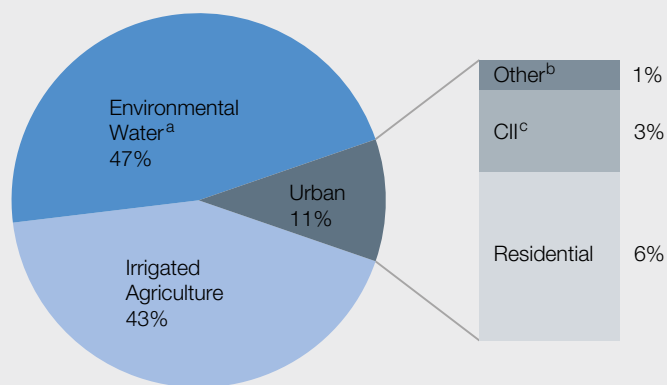 Environmental
Water a
47%
Urban
11%
Irrigated
Agriculture
43%
Other b 1%
CII c 3%
Residential 6%